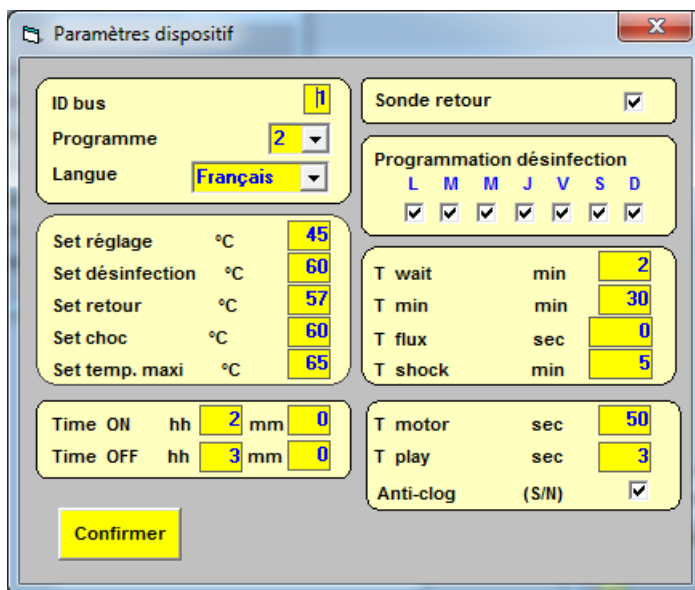 Paramètres dispositif
ID bus 1
Programme 2
Langue Français
Set réglage °C 45
Set désinfection °C 60
Set retour °C 57
Set choc °C 60
Set temp. maxi °C 65
Time ON hh 2 mm 0
Time OFF hh 3 mm 0
Confirmer
Sonde retour
Programmation désinfection
L M M J V S D
T wait min 2
T min min 30
T flux sec 0
T shock min 5
T motor sec 50
T play sec 3
Anti-clog (S/N)